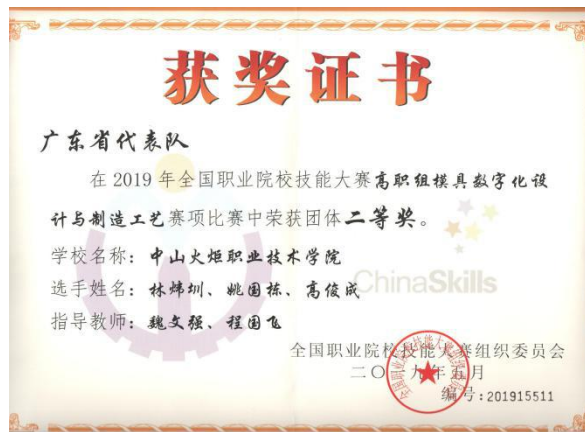 获奖证书
广东省代表队
在 2019 年全国职业院校技能大赛高职组模具数字化设
计与制造工艺赛项比赛中荣获团体二等奖。
学校名称：中山火炬职业技术学院
ChinaSkills
选手姓名：林炜圳、姚国栋、高俊成
指导教师：魏文强、程国飞
全国职业院校技能大赛组织委员会
二〇一九年五月
编号:201915511